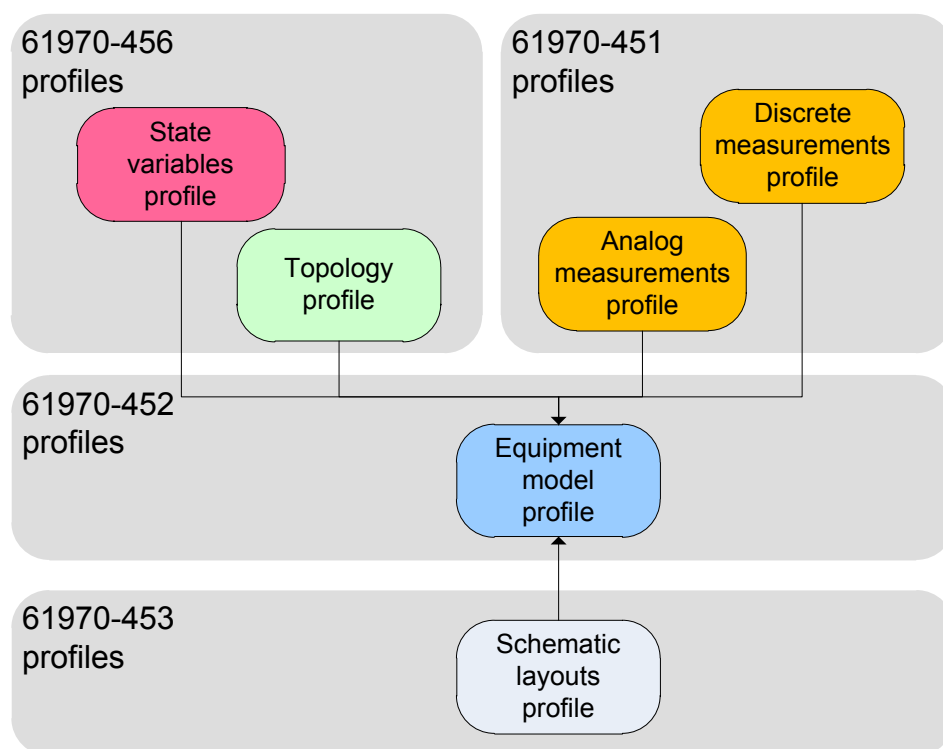 61970-456
profiles
State
variables
profile
Topology
profile
61970-451
profiles
Discrete
measurements
profile
Analog
measurements
profile
61970-452
profiles
Equipment
model
profile
61970-453
profiles
Schematic
layouts
profile